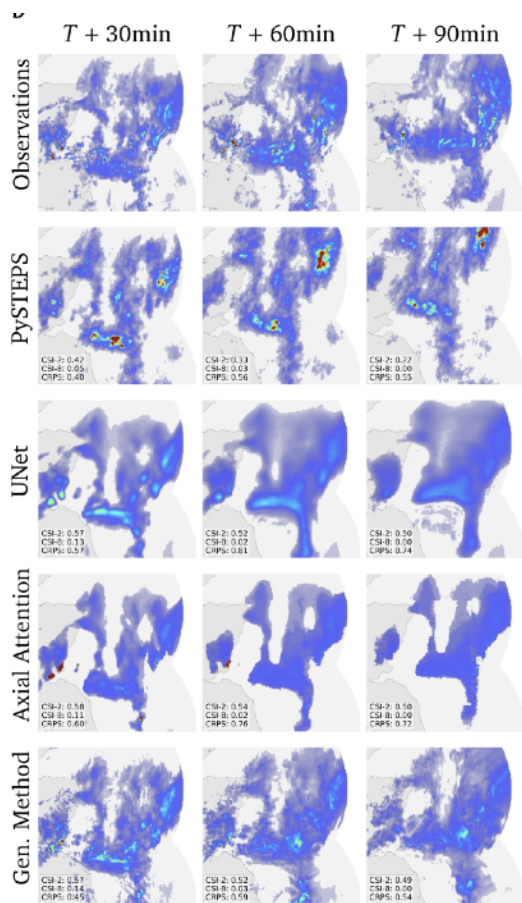 T + 30min T + 60min T + 90min
Observations
PySTEPS
CSI-2: 0.42
CSI-8: 0.05
CRPS: 0.40
CSI-2: 0.33
CSI-8: 0.03
CRPS: 0.56
CSI-2: 0.22
CSI-8: 0.00
CRPS: 0.55
UNet
CSI-2: 0.57
CSI-8: 0.13
CRPS: 0.57
CSI-2: 0.52
CSI-8: 0.02
CRPS: 0.81
CSI-2: 0.50
CSI-8: 0.00
CRPS: 0.74
Axial Attention
CSI-2: 0.58
CSI-8: 0.11
CRPS: 0.60
CSI-2: 0.54
CSI-8: 0.02
CRPS: 0.76
CSI-2: 0.50
CSI-8: 0.00
CRPS: 0.72
Gen. Method
CSI-2: 0.57
CSI-8: 0.14
CRPS: 0.45
CSI-2: 0.52
CSI-8: 0.03
CRPS: 0.59
CSI-2: 0.49
CSI-8: 0.00
CRPS: 0.54